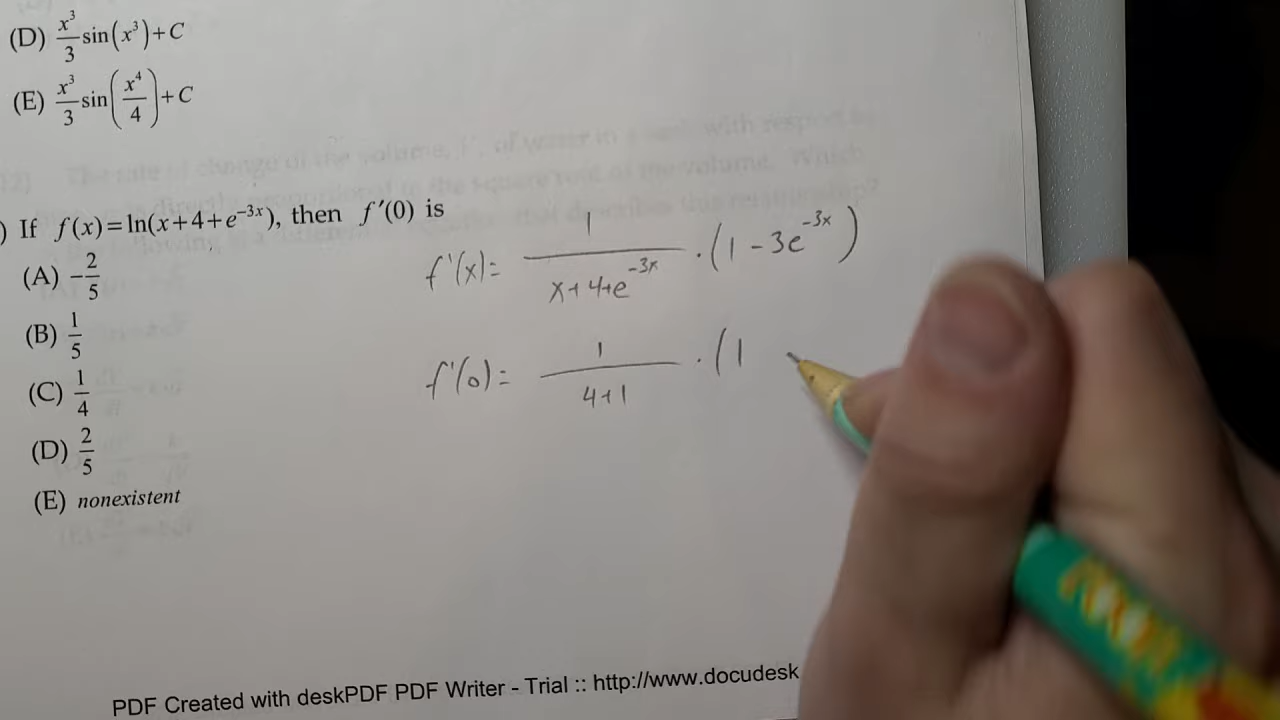 (D) x³/3 sin(x³)+C
(E) x³/3 sin(x⁴/4)+C
) If f(x)=ln(x+4+e⁻³ˣ), then f'(0) is
(A) -2/5
(B) 1/5
(C) 1/4
(D) 2/5
(E) nonexistent
f'(x)= 1/(x+4+e⁻³ˣ) · (1-3e⁻³ˣ)
f'(0)= 1/(4+1) · (1
PDF Created with deskPDF PDF Writer - Trial :: http://www.docudesk